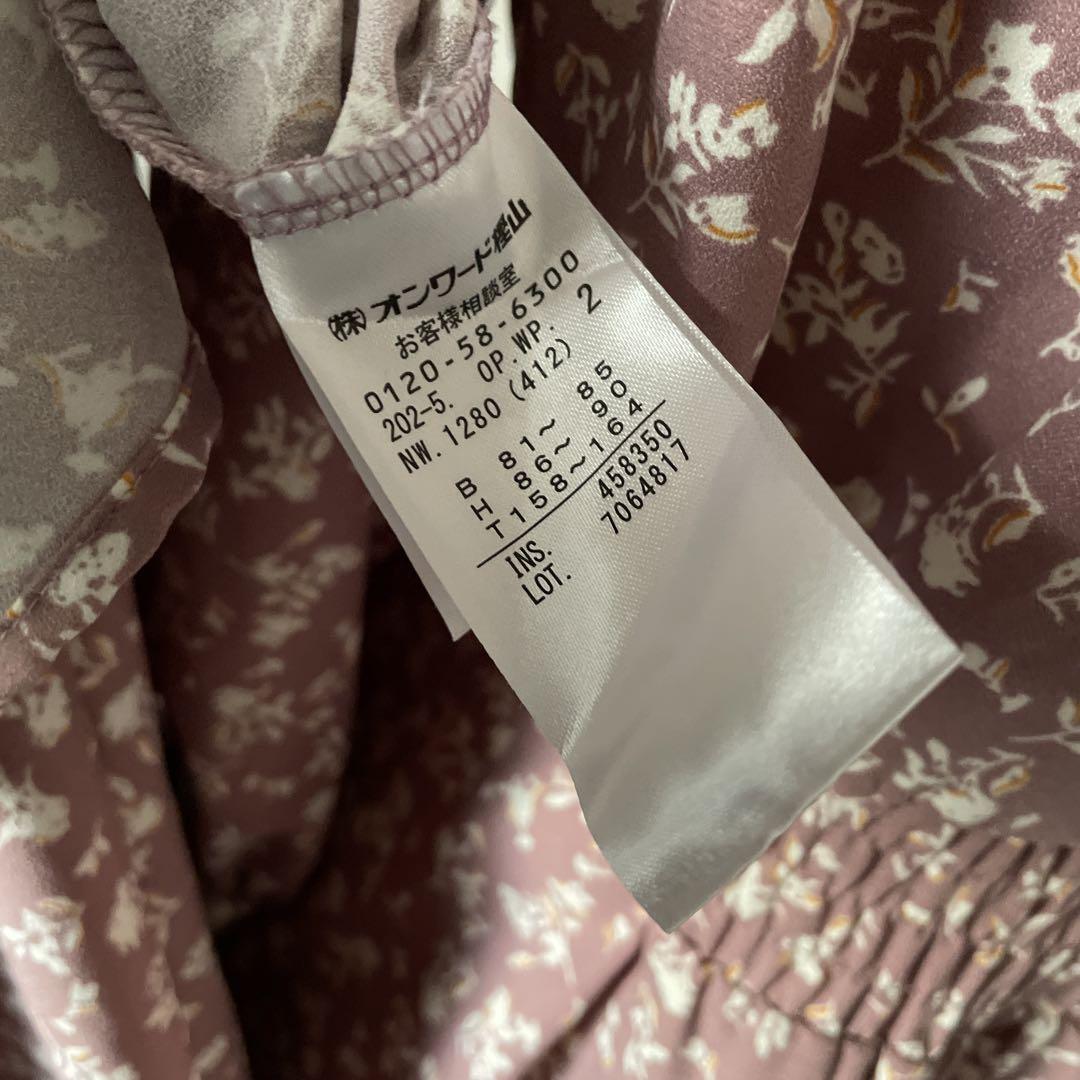 (株)オンワード樫山
お客様相談室
0120-58-6300
202-5. OP.WP. 2
NW.1280(412)
B 81～ 85
H 86～ 90
T158～164
INS. 458350
LOT. 7064817